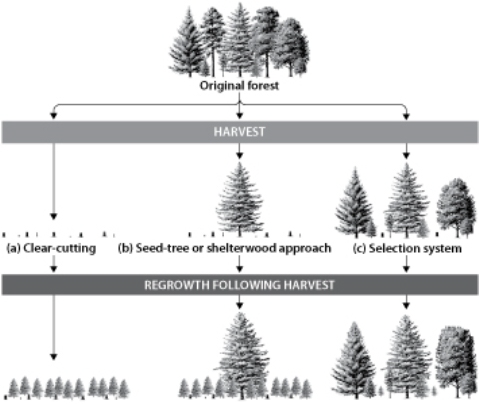 Original forest
HARVEST
(a) Clear-cutting
(b) Seed-tree or shelterwood approach
(c) Selection system
REGROWTH FOLLOWING HARVEST